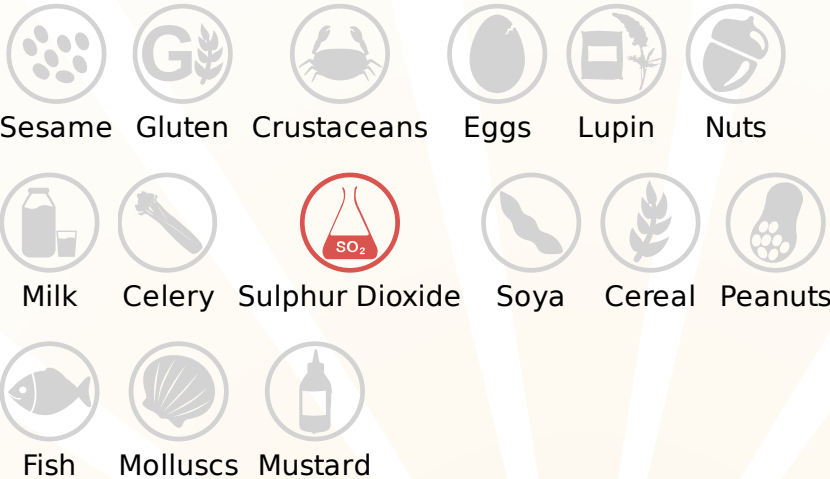 G
Sesame Gluten Crustaceans Eggs Lupin Nuts
SO₂
Milk Celery Sulphur Dioxide Soya Cereal Peanuts
Fish Molluscs Mustard